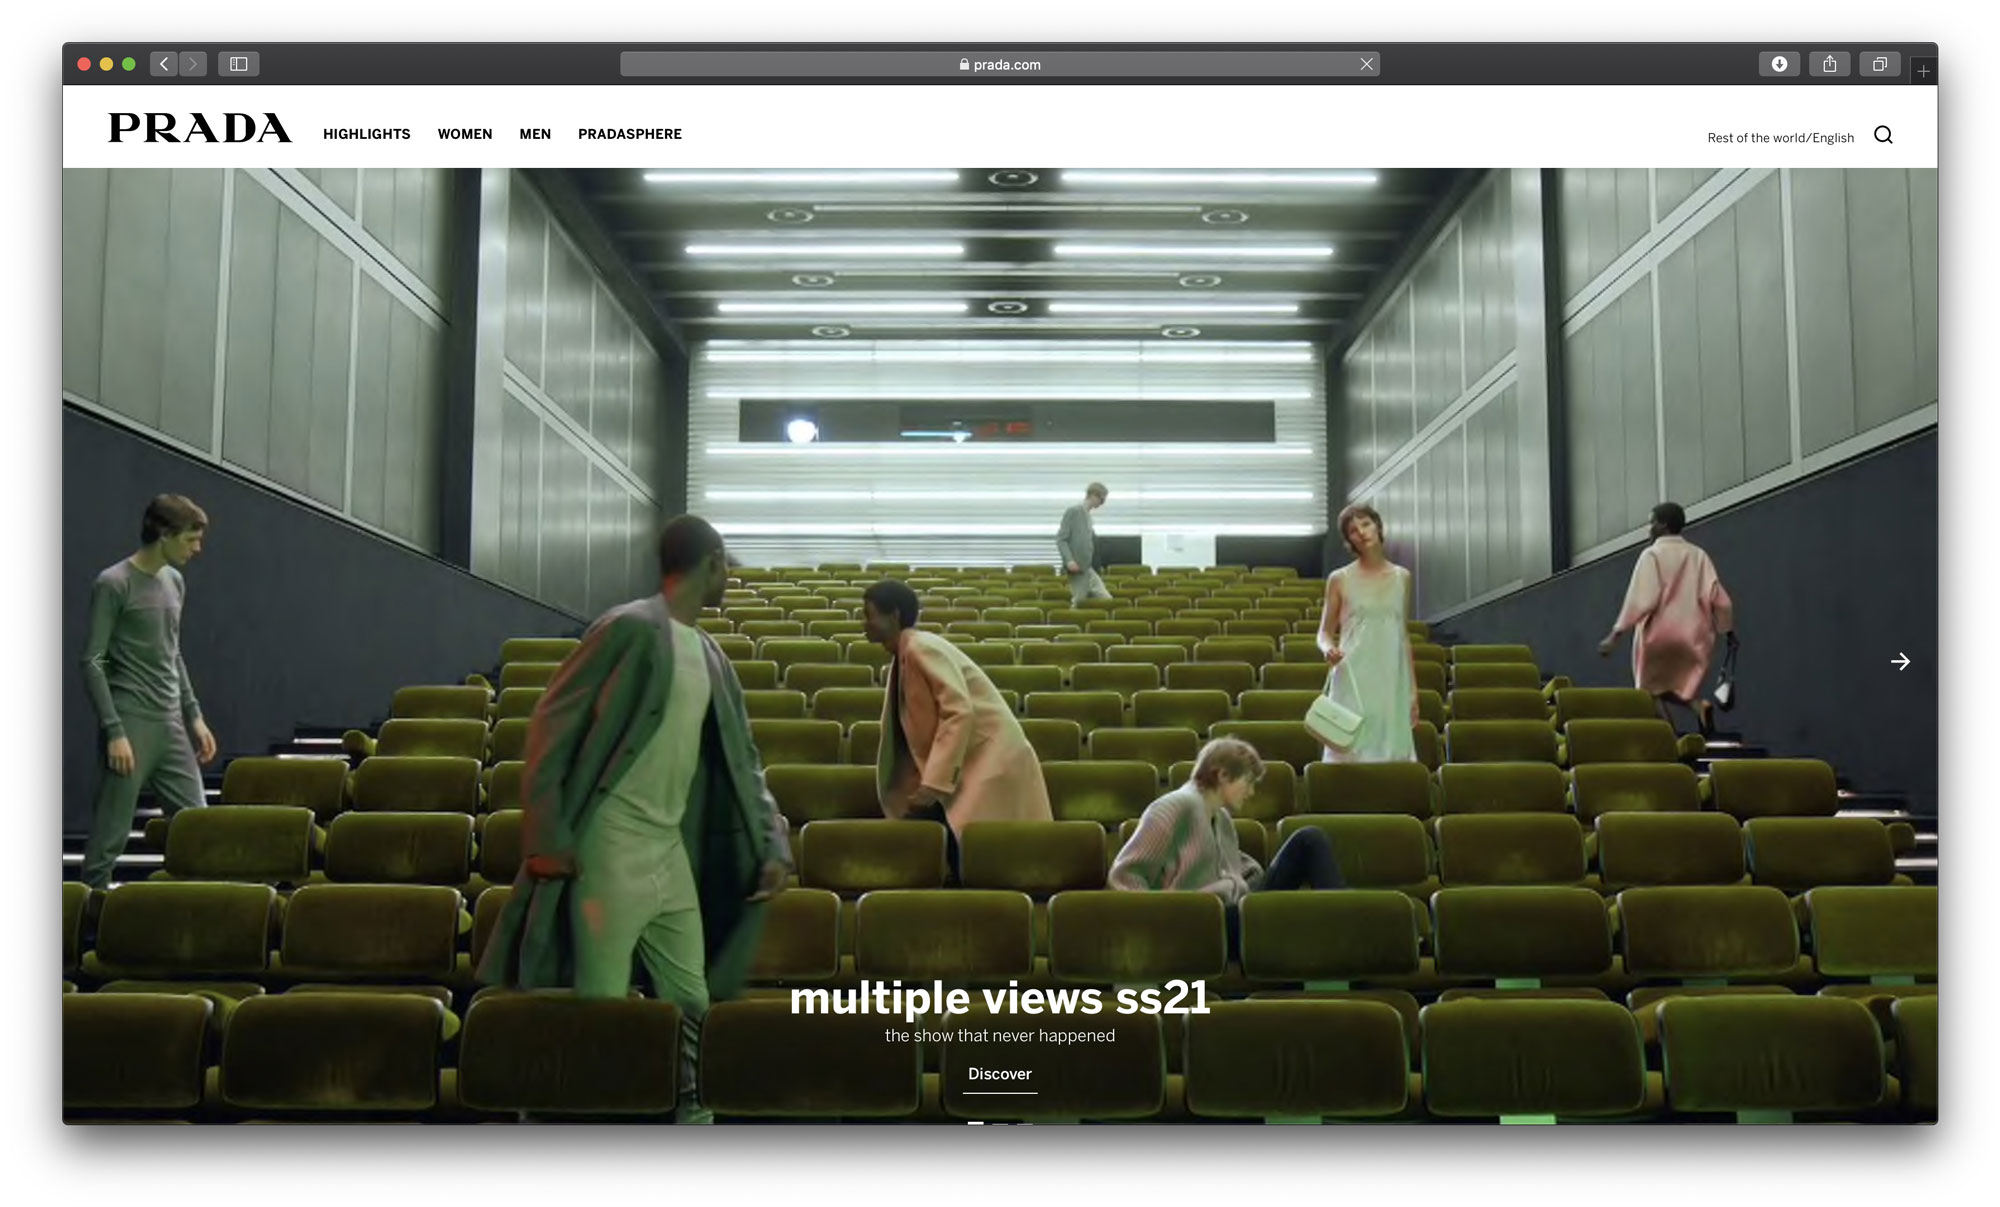 prada.com
PRADA HIGHLIGHTS WOMEN MEN PRADASPHERE
Rest of the world/English
multiple views ss21
the show that never happened
Discover